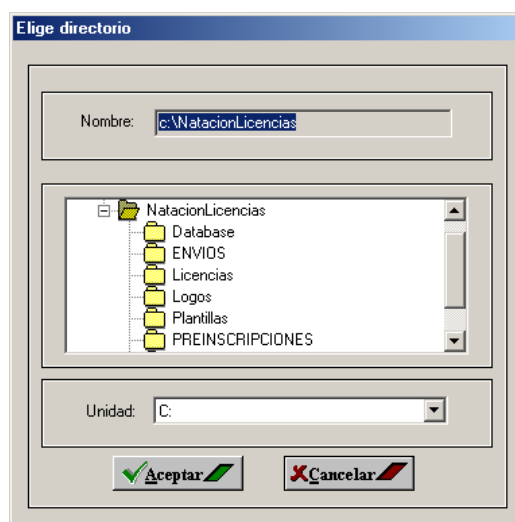 Elige directorio
Nombre: c:\NatacionLicencias
NatacionLicencias
Database
ENVIOS
Licencias
Logos
Plantillas
PREINSCRIPCIONES
Unidad: C:
Aceptar Cancelar